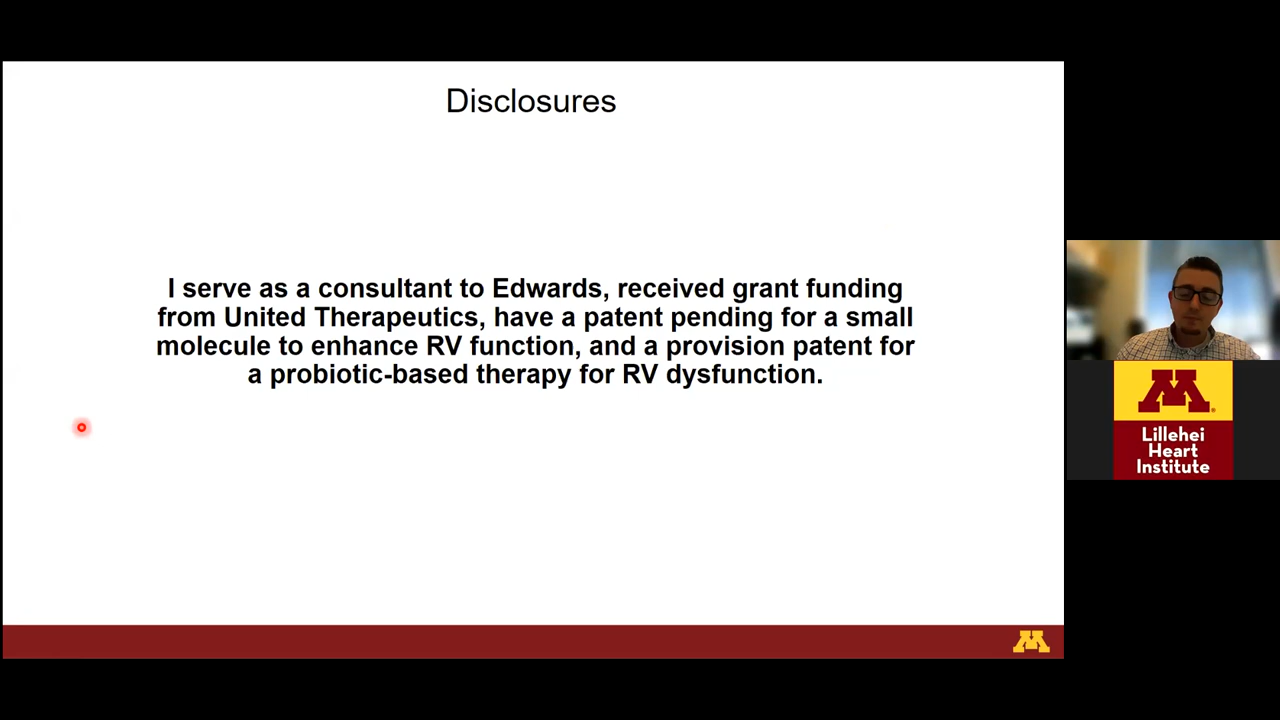 Disclosures
I serve as a consultant to Edwards, received grant funding
from United Therapeutics, have a patent pending for a small
molecule to enhance RV function, and a provision patent for
a probiotic-based therapy for RV dysfunction.
M
M
Lillehei
Heart
Institute